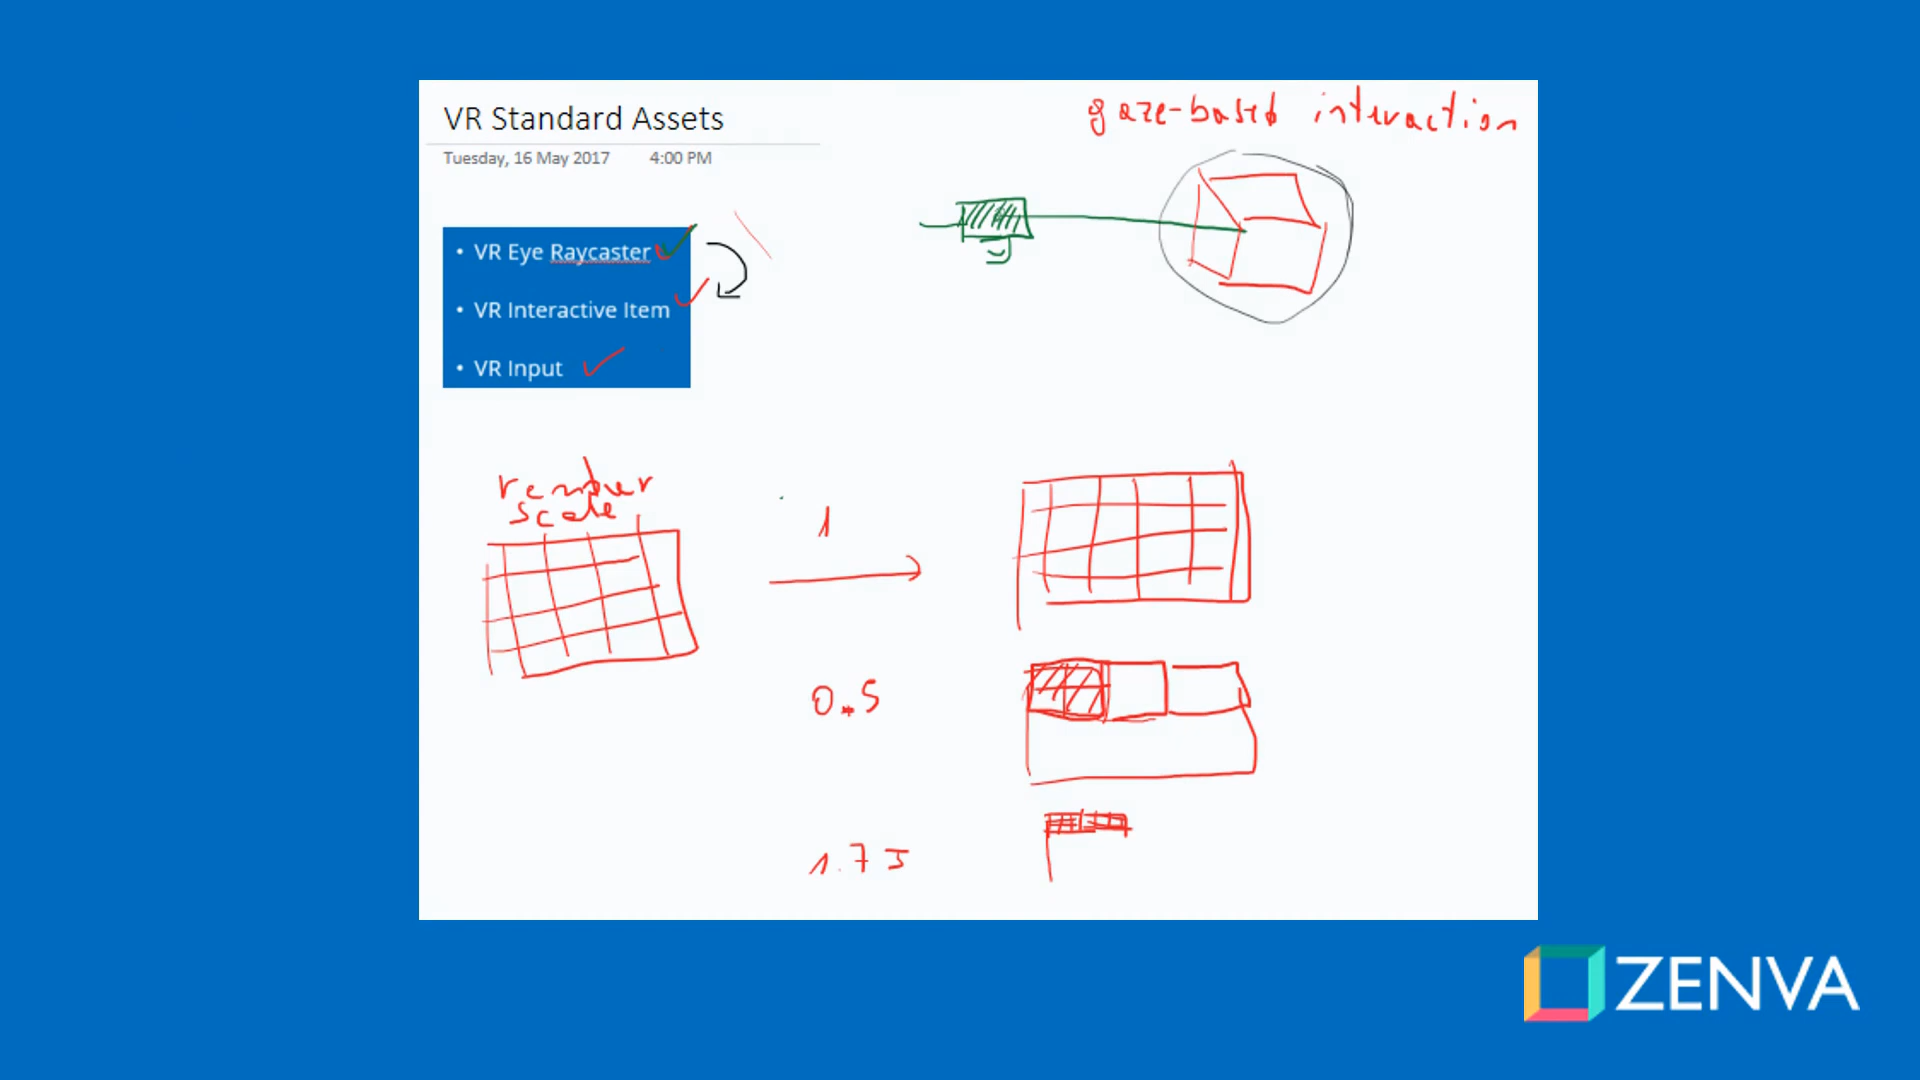 VR Standard Assets
Tuesday, 16 May 2017 4:00 PM
gaze-based interaction
• VR Eye Raycaster
• VR Interactive Item
• VR Input
render
scale
1
0.5
1.75
ZENVA